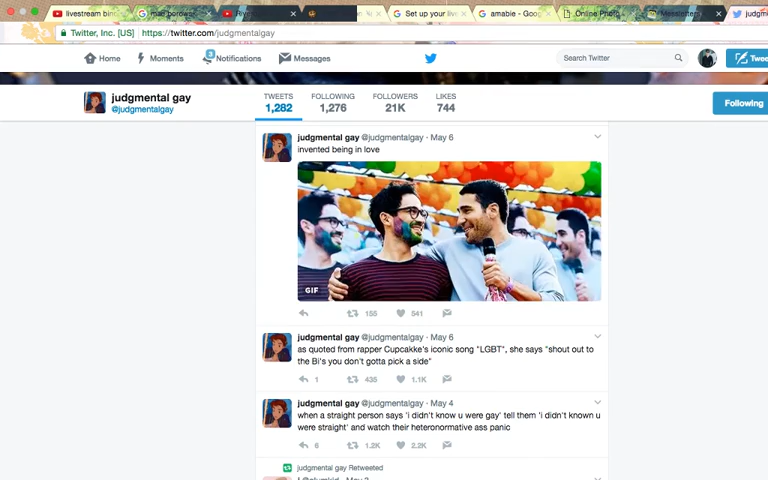 livestream bin
Set up your live
amabie - Goo
Online Photo
judgm
Twitter, Inc. [US] https://twitter.com/judgmentalgay
Home Moments 3 Notifications Messages Search Twitter Twee
judgmental gay
@judgmentalgay
TWEETS FOLLOWING FOLLOWERS LIKES
1,282 1,276 21K 744
Following
judgmental gay @judgmentalgay · May 6
invented being in love
GIF
155 541
judgmental gay @judgmentalgay · May 6
as quoted from rapper Cupcakke's iconic song "LGBT", she says "shout out to
the Bi's you don't gotta pick a side"
1 435 1.1K
judgmental gay @judgmentalgay · May 4
when a straight person says 'i didn't know u were gay' tell them 'i didn't known u
were straight' and watch their heteronormative ass panic
6 1.2K 2.2K
judgmental gay Retweeted